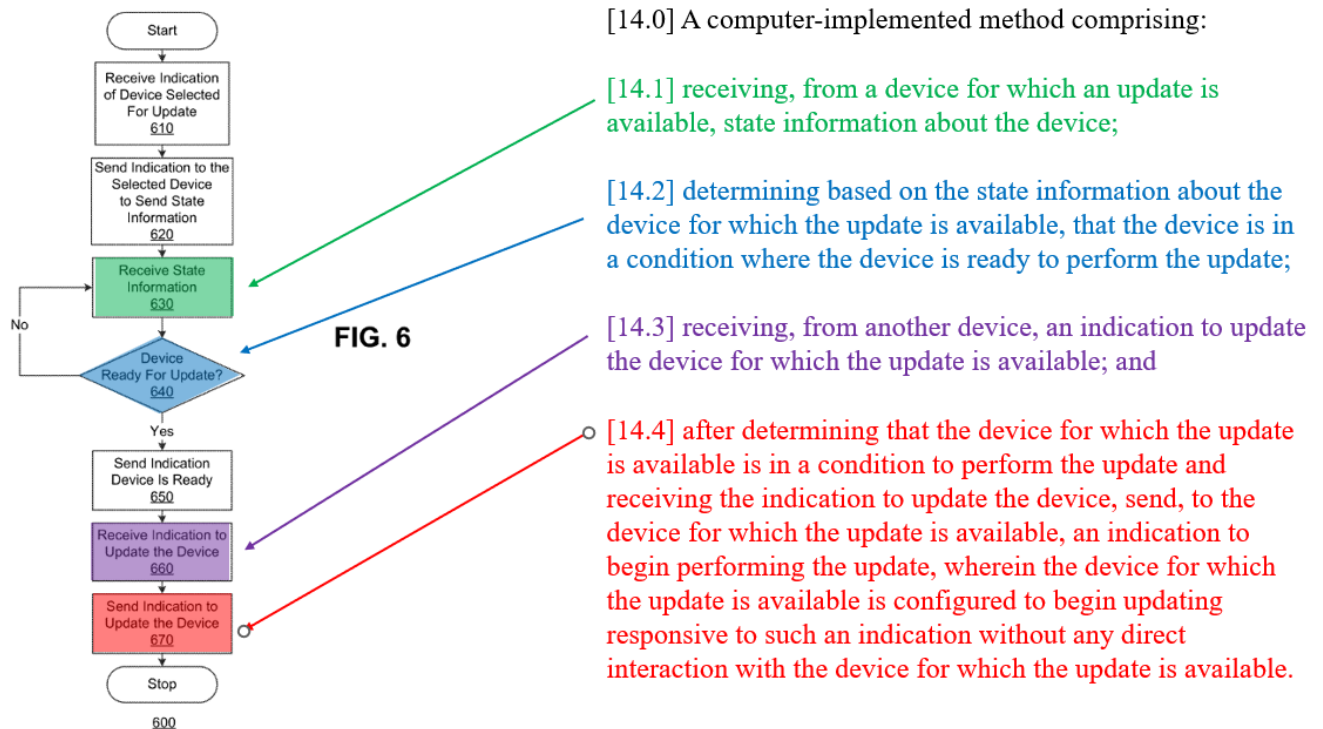 Start
Receive Indication
of Device Selected
For Update
610
Send Indication to the
Selected Device
to Send State
Information
620
Receive State
Information
630
No
Device
Ready For Update?
640
Yes
Send Indication
Device Is Ready
650
Receive Indication to
Update the Device
660
Send Indication to
Update the Device
670
Stop
600
FIG. 6
[14.0] A computer-implemented method comprising:
[14.1] receiving, from a device for which an update is
available, state information about the device;
[14.2] determining based on the state information about the
device for which the update is available, that the device is in
a condition where the device is ready to perform the update;
[14.3] receiving, from another device, an indication to update
the device for which the update is available; and
[14.4] after determining that the device for which the update
is available is in a condition to perform the update and
receiving the indication to update the device, send, to the
device for which the update is available, an indication to
begin performing the update, wherein the device for which
the update is available is configured to begin updating
responsive to such an indication without any direct
interaction with the device for which the update is available.